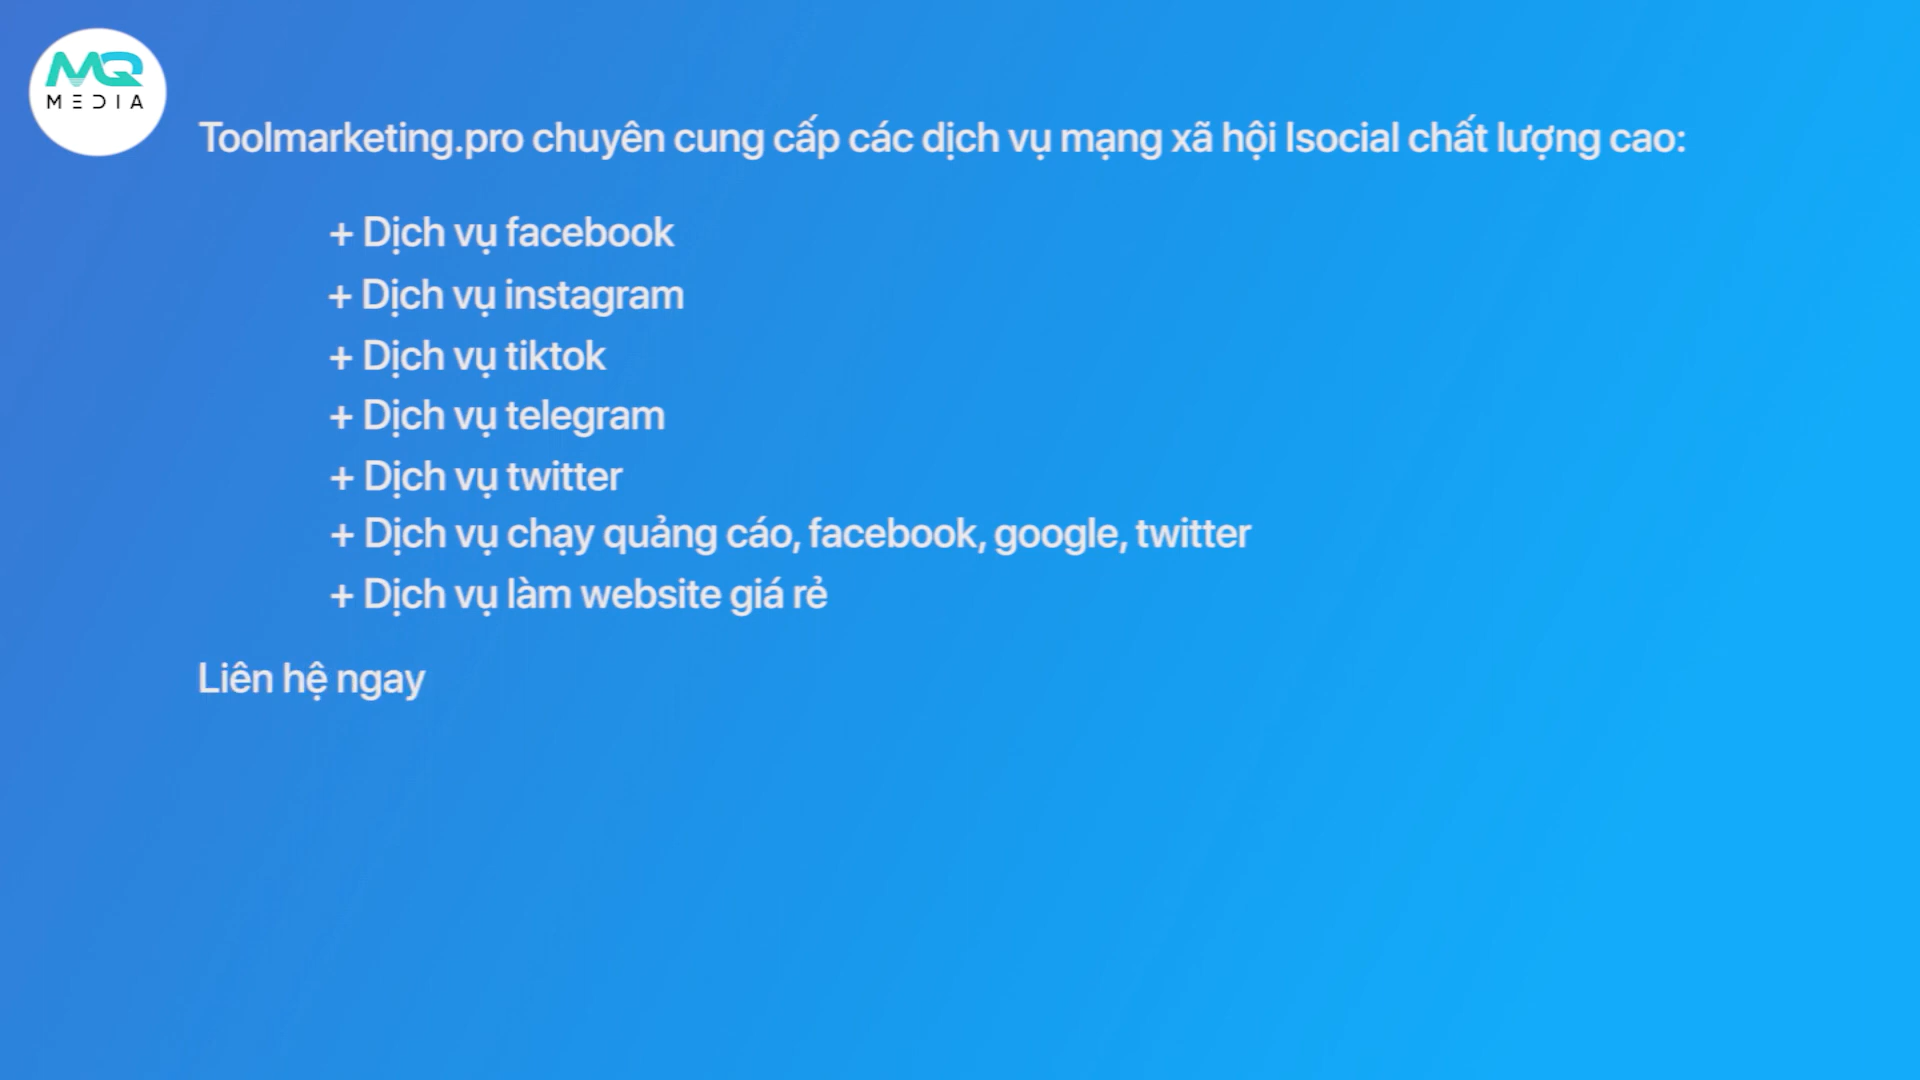 MQ
MEDIA
Toolmarketing.pro chuyên cung cấp các dịch vụ mạng xã hội Isocial chất lượng cao:
+ Dịch vụ facebook
+ Dịch vụ instagram
+ Dịch vụ tiktok
+ Dịch vụ telegram
+ Dịch vụ twitter
+ Dịch vụ chạy quảng cáo, facebook, google, twitter
+ Dịch vụ làm website giá rẻ
Liên hệ ngay